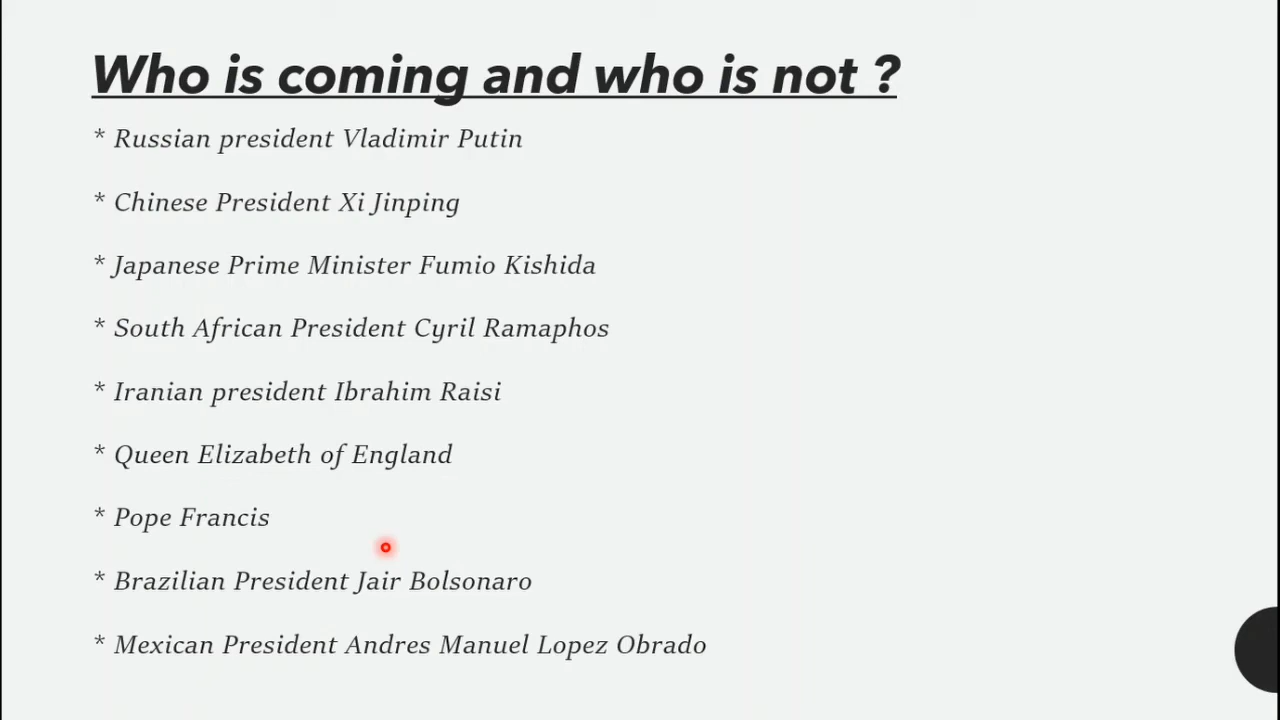 Who is coming and who is not ?
* Russian president Vladimir Putin
* Chinese President Xi Jinping
* Japanese Prime Minister Fumio Kishida
* South African President Cyril Ramaphos
* Iranian president Ibrahim Raisi
* Queen Elizabeth of England
* Pope Francis
* Brazilian President Jair Bolsonaro
* Mexican President Andres Manuel Lopez Obrado